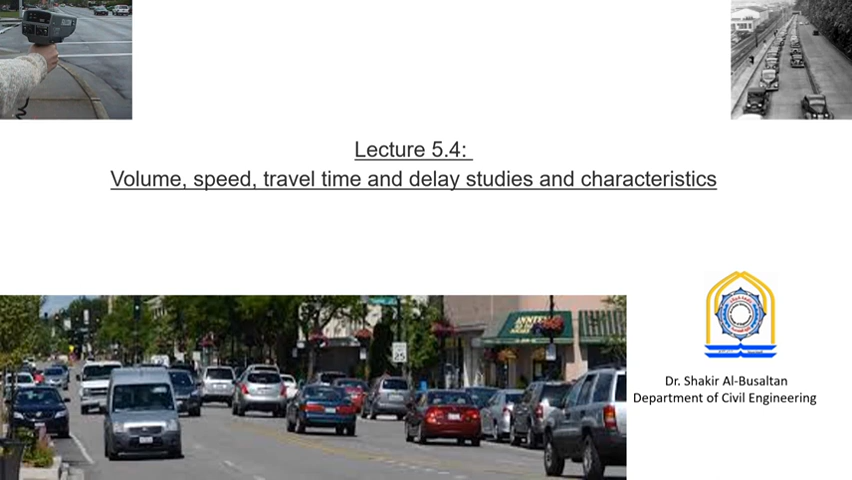 Lecture 5.4:
Volume, speed, travel time and delay studies and characteristics
25
Dr. Shakir Al-Busaltan
Department of Civil Engineering